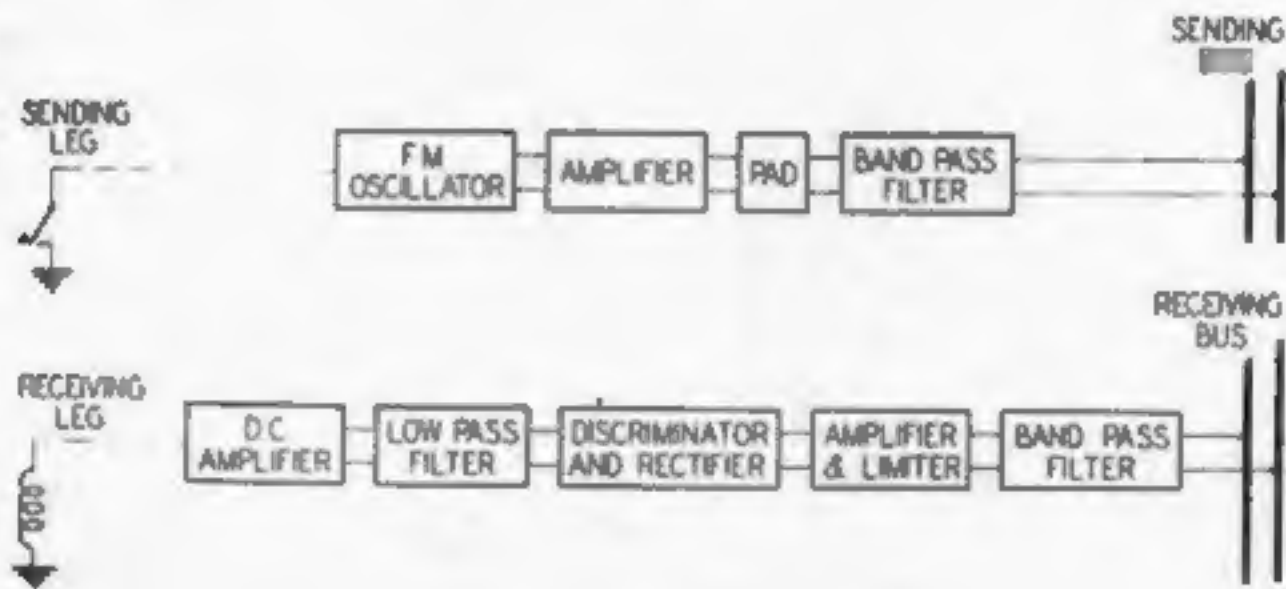 SENDING
SENDING
LEG
FM
OSCILLATOR
AMPLIFIER
PAD
BAND PASS
FILTER
RECEIVING
BUS
RECEIVING
LEG
D.C
AMPLIFIER
LOW PASS
FILTER
DISCRIMINATOR
AND RECTIFIER
AMPLIFIER
& LIMITER
BAND PASS
FILTER